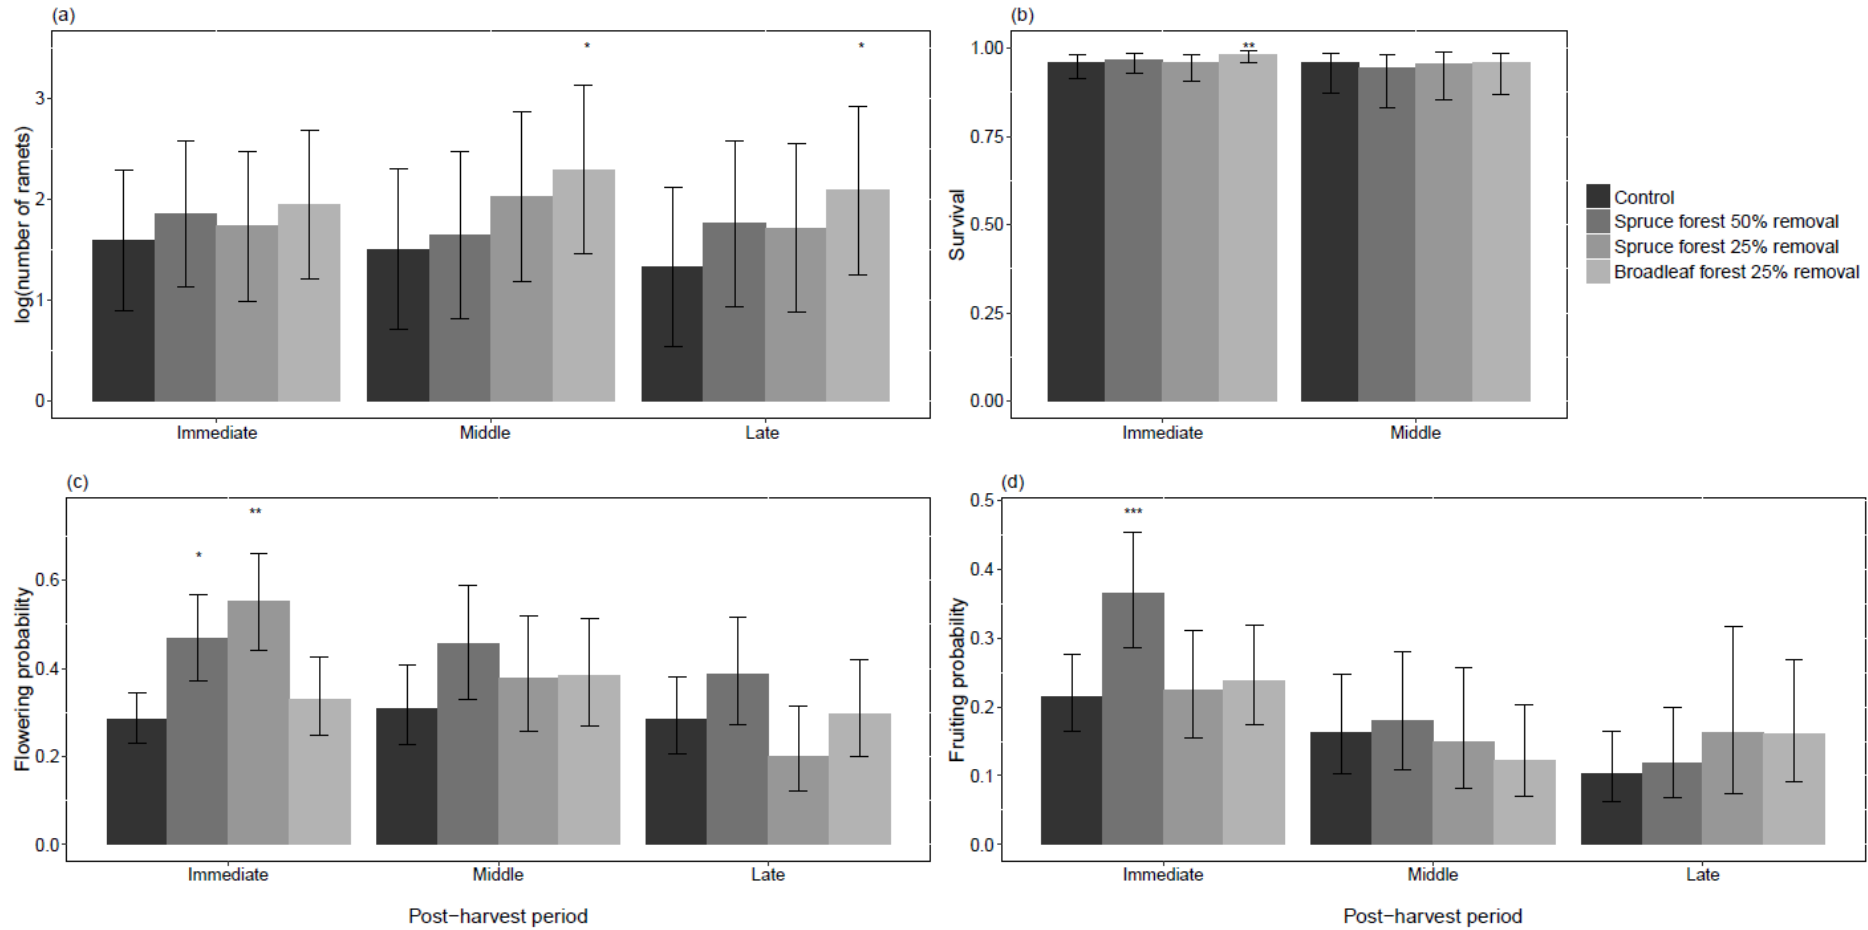 (a)
* *
3
2
1
0
log(number of ramets)
Immediate Middle Late
(b)
**
1.00
0.75
0.50
0.25
0.00
Survival
Immediate Middle
Control
Spruce forest 50% removal
Spruce forest 25% removal
Broadleaf forest 25% removal
(c)
* **
0.6
0.4
0.2
0.0
Flowering probability
Immediate Middle Late
Post−harvest period
(d)
***
0.5
0.4
0.3
0.2
0.1
0.0
Fruiting probability
Immediate Middle Late
Post−harvest period